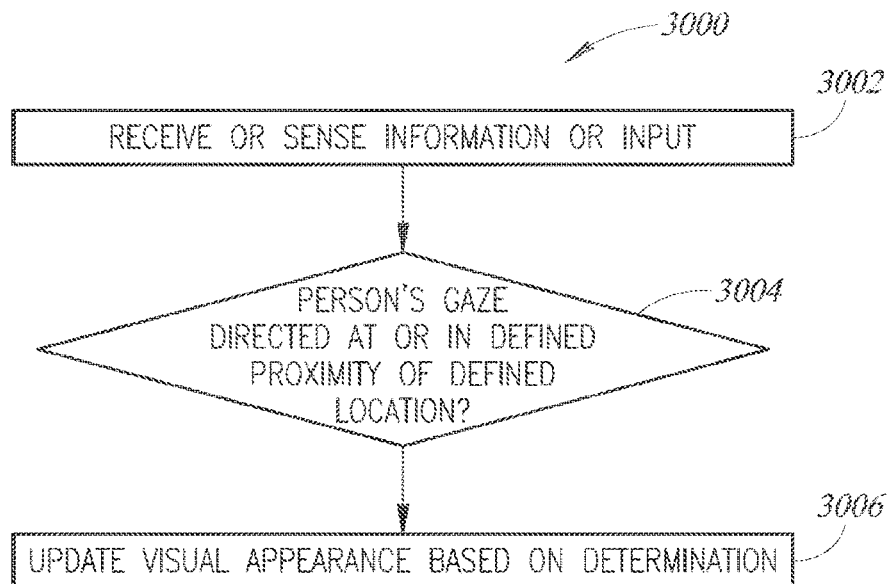 3000
3002
RECEIVE OR SENSE INFORMATION OR INPUT
3004
PERSON'S GAZE
DIRECTED AT OR IN DEFINED
PROXIMITY OF DEFINED
LOCATION?
3006
UPDATE VISUAL APPEARANCE BASED ON DETERMINATION